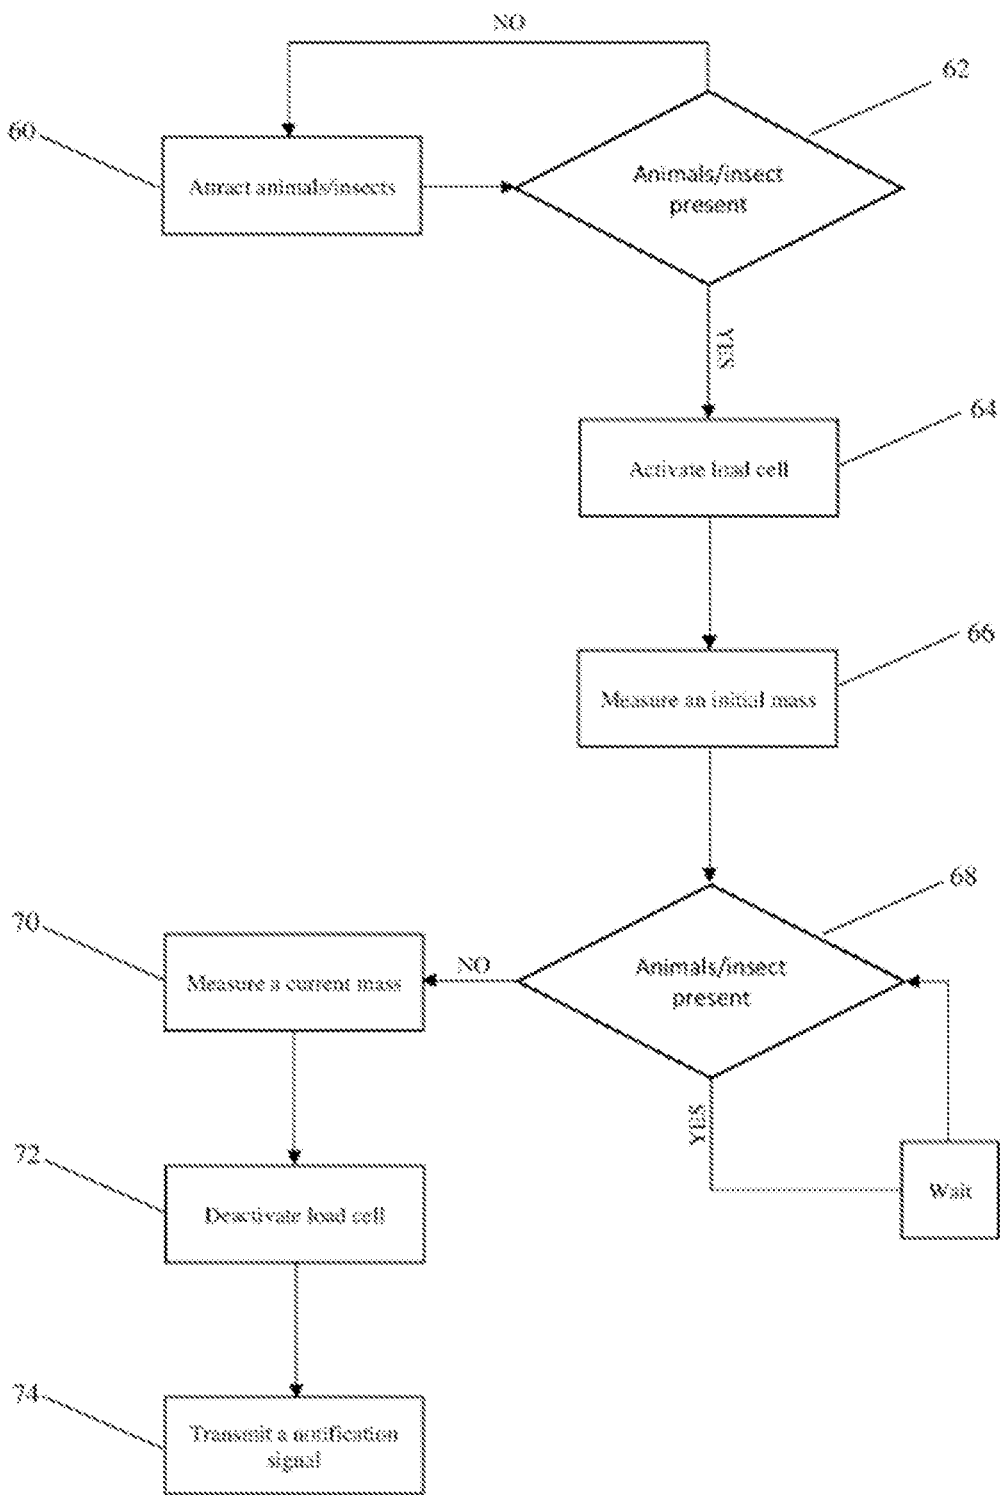 NO
62
60
Attract animals/insects
Animals/insect
present
YES
64
Activate load cell
66
Measure an initial mass
68
70
Measure a current mass
NO
Animals/insect
present
YES
72
Deactivate load cell
Wait
74
Transmit a notification
signal